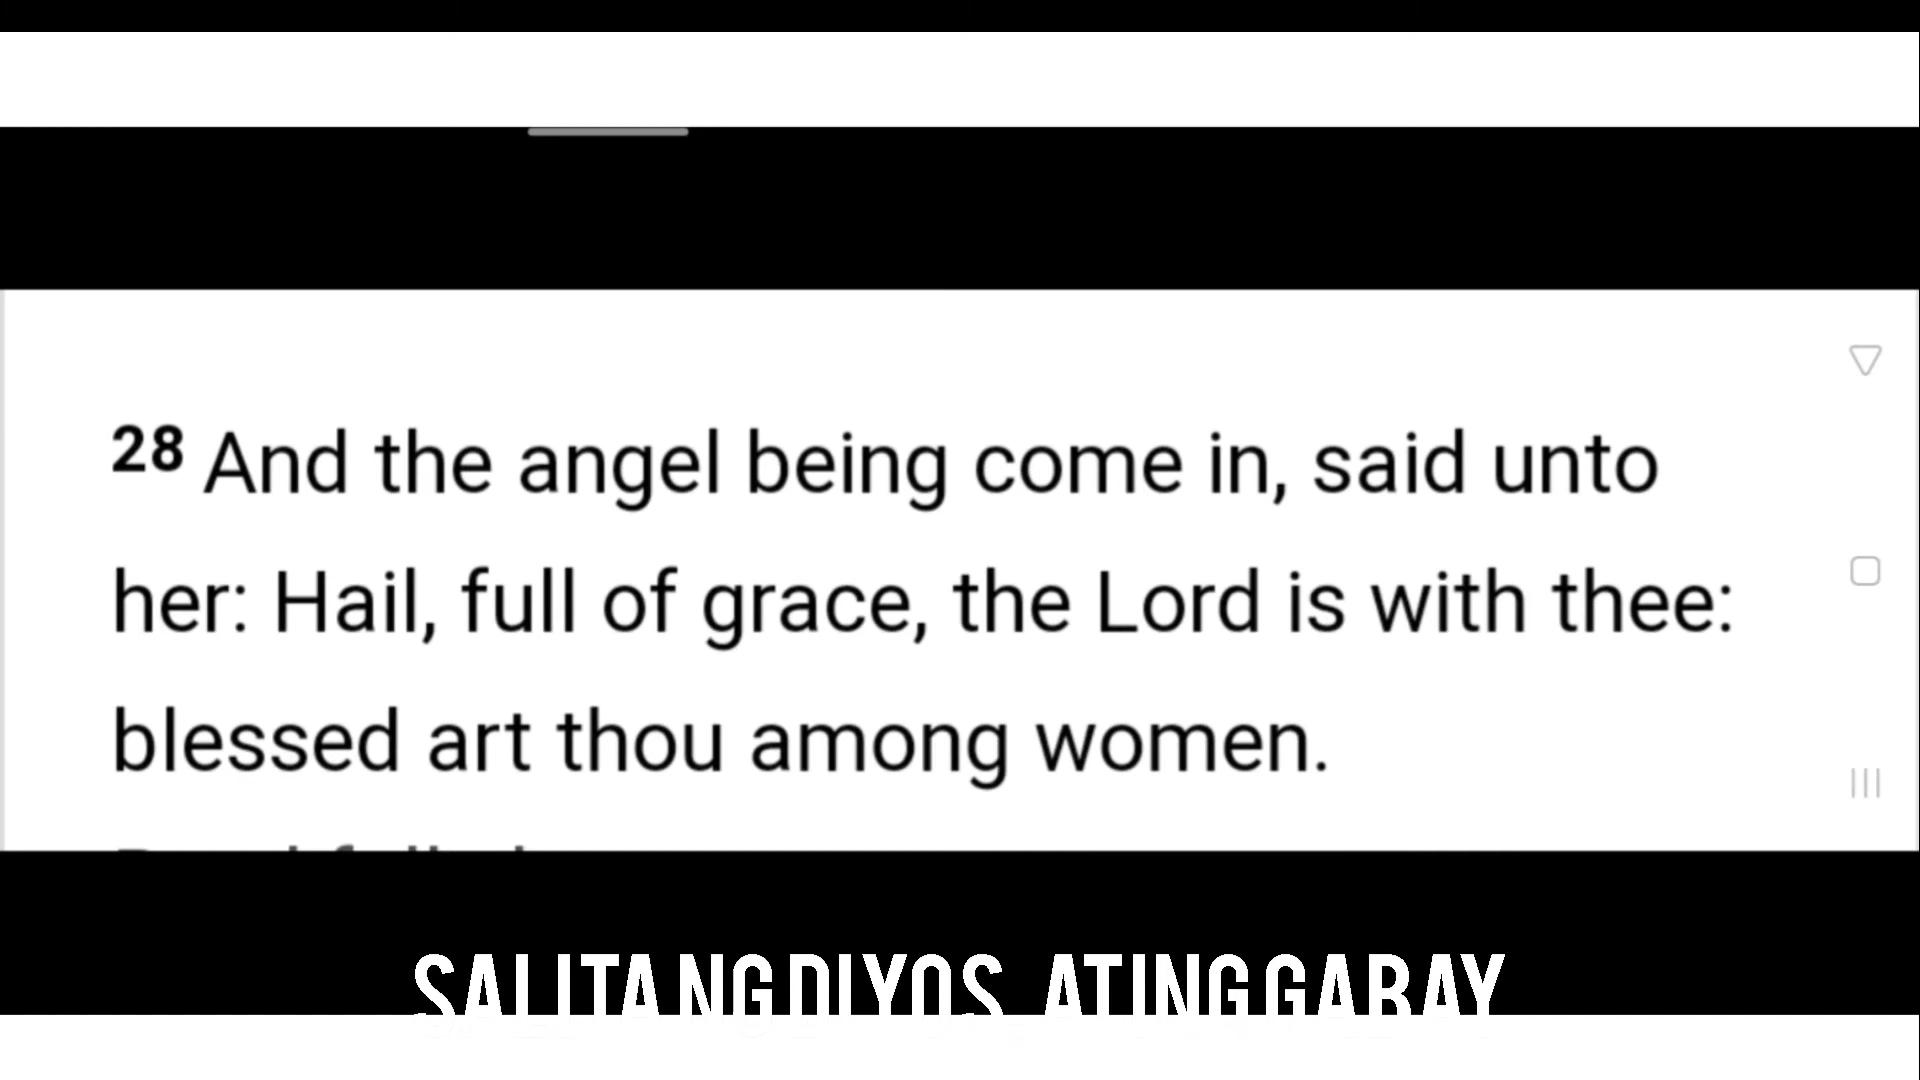 28 And the angel being come in, said unto
her: Hail, full of grace, the Lord is with thee:
blessed art thou among women.
SALITA NG DIYOS, ATING GABAY